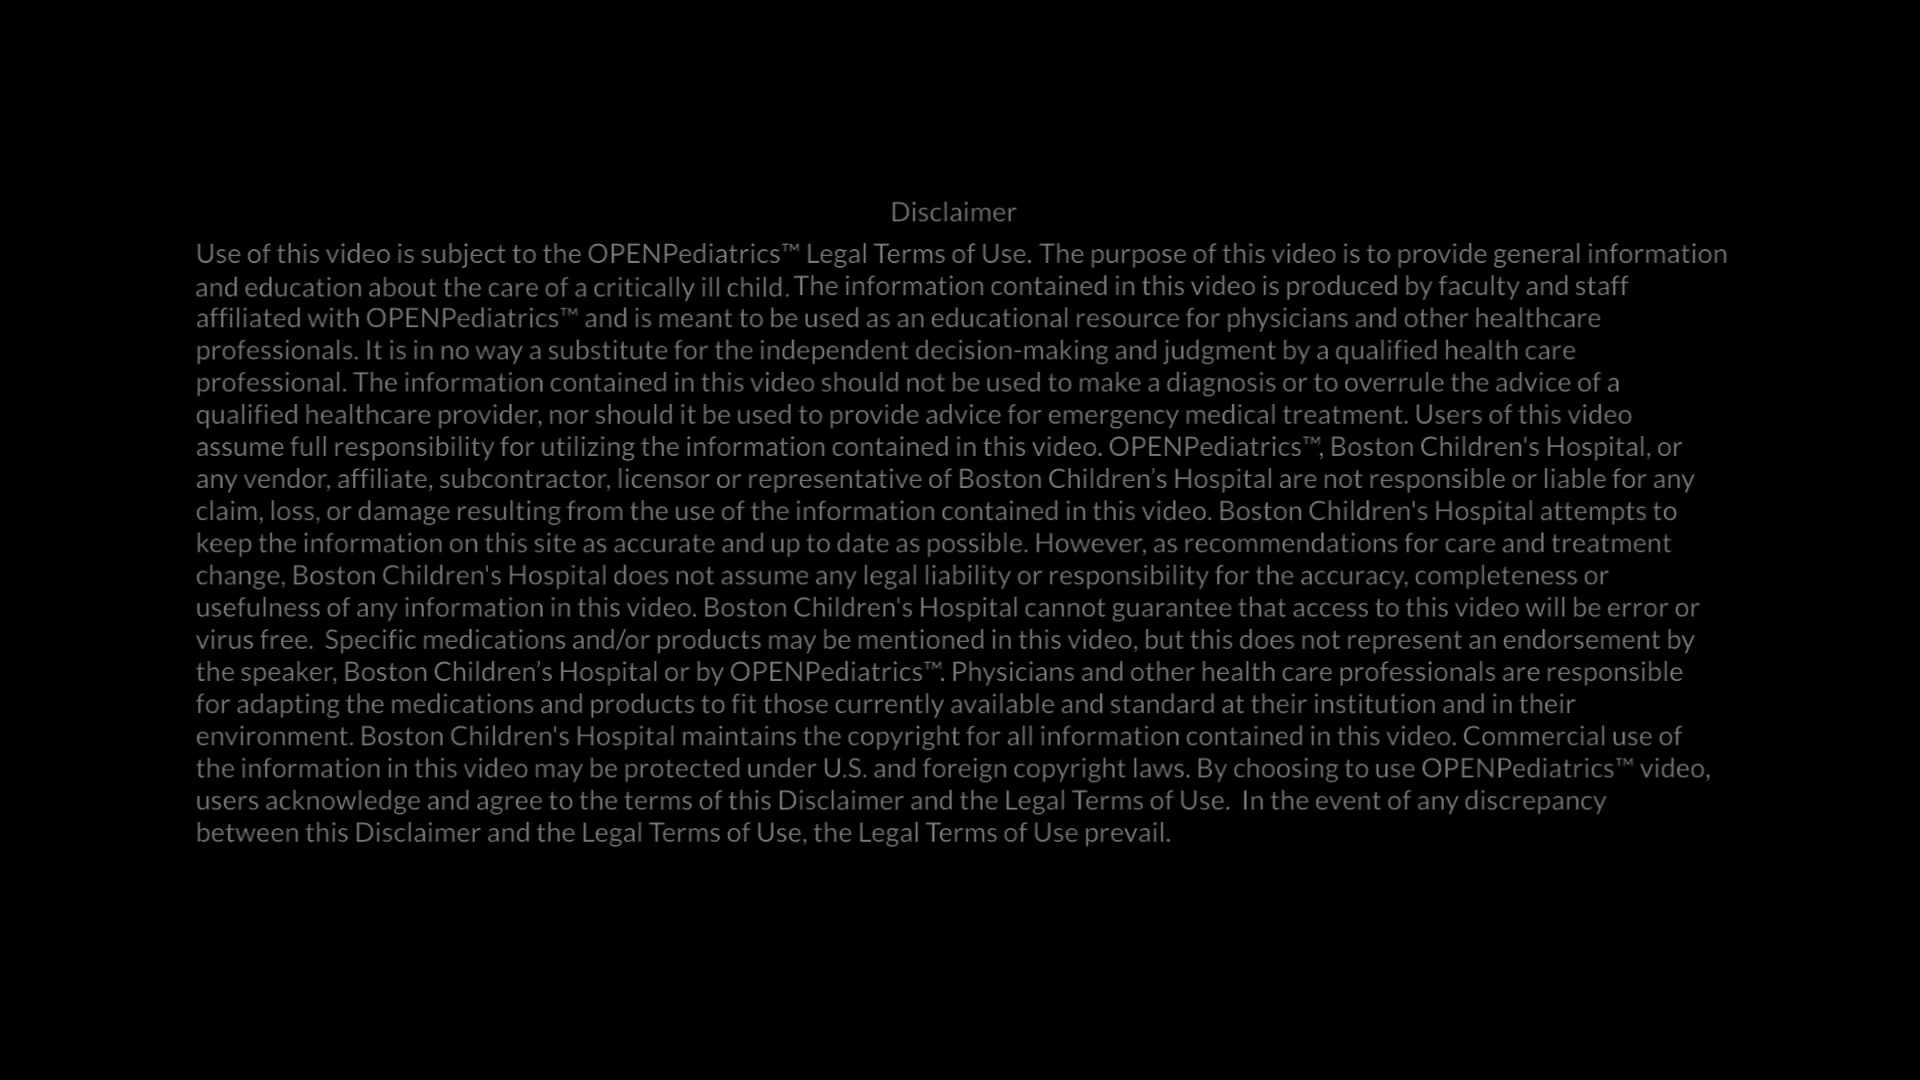 Disclaimer
Use of this video is subject to the OPENPediatrics™ Legal Terms of Use. The purpose of this video is to provide general information
and education about the care of a critically ill child. The information contained in this video is produced by faculty and staff
affiliated with OPENPediatrics™ and is meant to be used as an educational resource for physicians and other healthcare
professionals. It is in no way a substitute for the independent decision-making and judgment by a qualified health care
professional. The information contained in this video should not be used to make a diagnosis or to overrule the advice of a
qualified healthcare provider, nor should it be used to provide advice for emergency medical treatment. Users of this video
assume full responsibility for utilizing the information contained in this video. OPENPediatrics™, Boston Children's Hospital, or
any vendor, affiliate, subcontractor, licensor or representative of Boston Children’s Hospital are not responsible or liable for any
claim, loss, or damage resulting from the use of the information contained in this video. Boston Children's Hospital attempts to
keep the information on this site as accurate and up to date as possible. However, as recommendations for care and treatment
change, Boston Children's Hospital does not assume any legal liability or responsibility for the accuracy, completeness or
usefulness of any information in this video. Boston Children's Hospital cannot guarantee that access to this video will be error or
virus free.  Specific medications and/or products may be mentioned in this video, but this does not represent an endorsement by
the speaker, Boston Children’s Hospital or by OPENPediatrics™. Physicians and other health care professionals are responsible
for adapting the medications and products to fit those currently available and standard at their institution and in their
environment. Boston Children's Hospital maintains the copyright for all information contained in this video. Commercial use of
the information in this video may be protected under U.S. and foreign copyright laws. By choosing to use OPENPediatrics™ video,
users acknowledge and agree to the terms of this Disclaimer and the Legal Terms of Use.  In the event of any discrepancy
between this Disclaimer and the Legal Terms of Use, the Legal Terms of Use prevail.